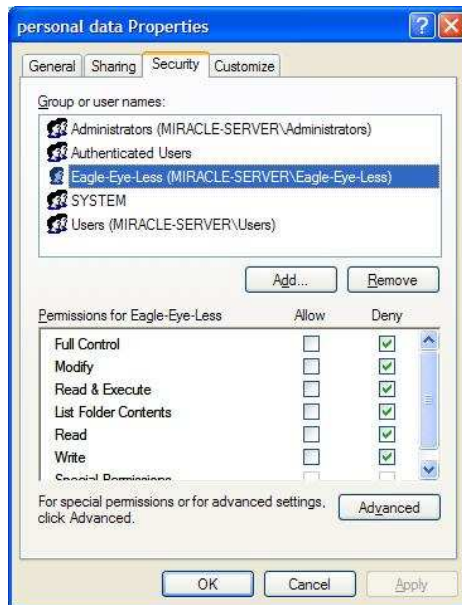 personal data Properties
General Sharing Security Customize
Group or user names:
Administrators (MIRACLE-SERVER\Administrators)
Authenticated Users
Eagle-Eye-Less (MIRACLE-SERVER\Eagle-Eye-Less)
SYSTEM
Users (MIRACLE-SERVER\Users)
Add... Remove
Permissions for Eagle-Eye-Less Allow Deny
Full Control
Modify
Read & Execute
List Folder Contents
Read
Write
Special Permissions
For special permissions or for advanced settings,
click Advanced.
Advanced
OK Cancel Apply